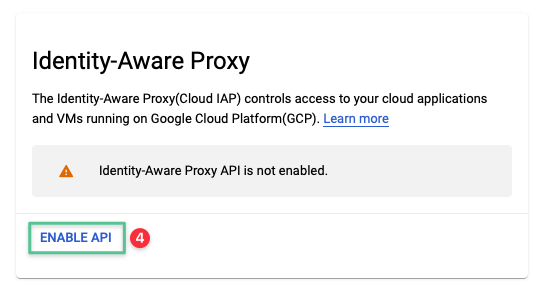 Identity-Aware Proxy
The Identity-Aware Proxy(Cloud IAP) controls access to your cloud applications
and VMs running on Google Cloud Platform(GCP). Learn more
Identity-Aware Proxy API is not enabled.
ENABLE API 4